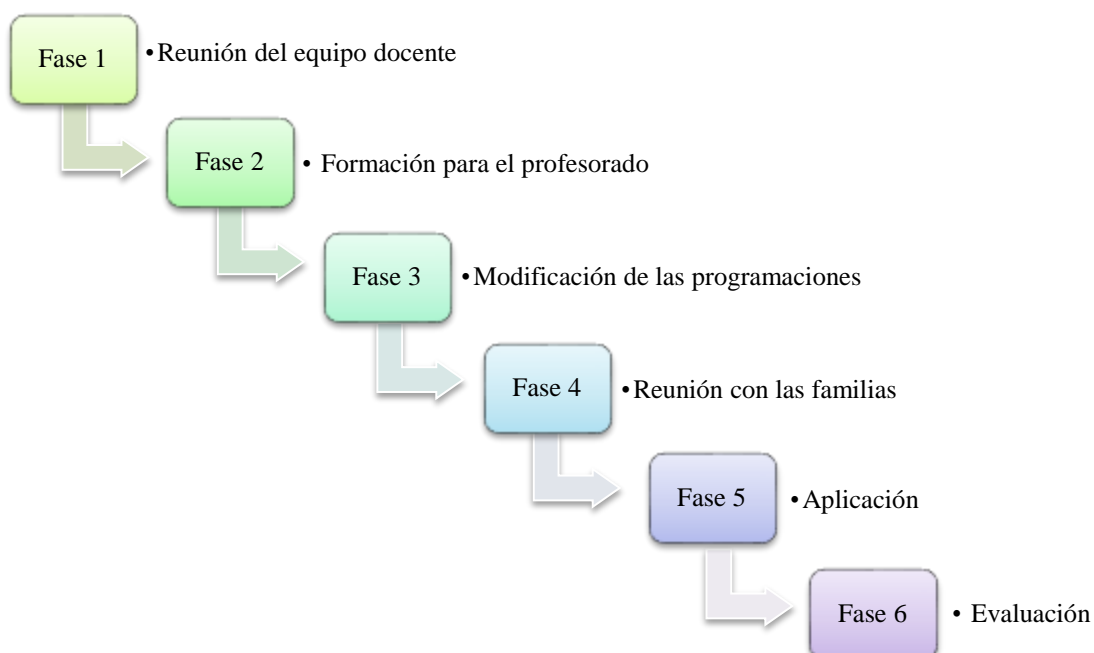 Fase 1
•Reunión del equipo docente
Fase 2
• Formación para el profesorado
Fase 3
•Modificación de las programaciones
Fase 4
•Reunión con las familias
Fase 5
•Aplicación
Fase 6
• Evaluación